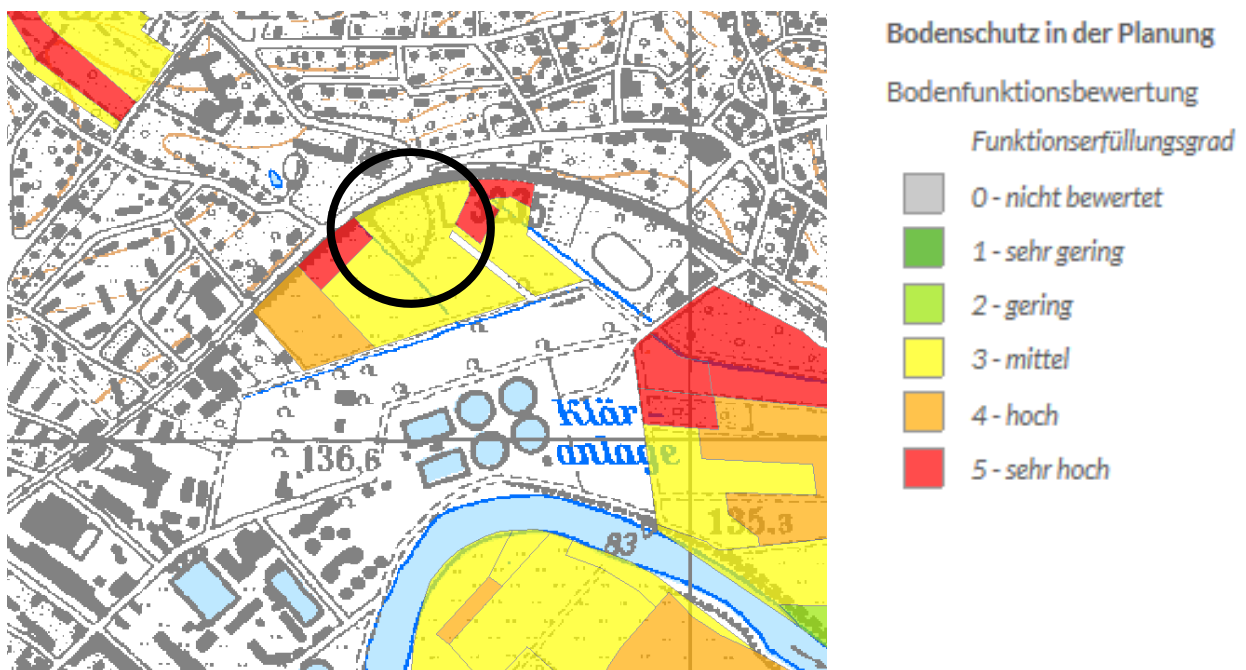 Bodenschutz in der Planung
Bodenfunktionsbewertung
Funktionserfüllungsgrad
0 - nicht bewertet
1 - sehr gering
2 - gering
3 - mittel
4 - hoch
5 - sehr hoch
Klär-
anlage
136,6
135,3
83